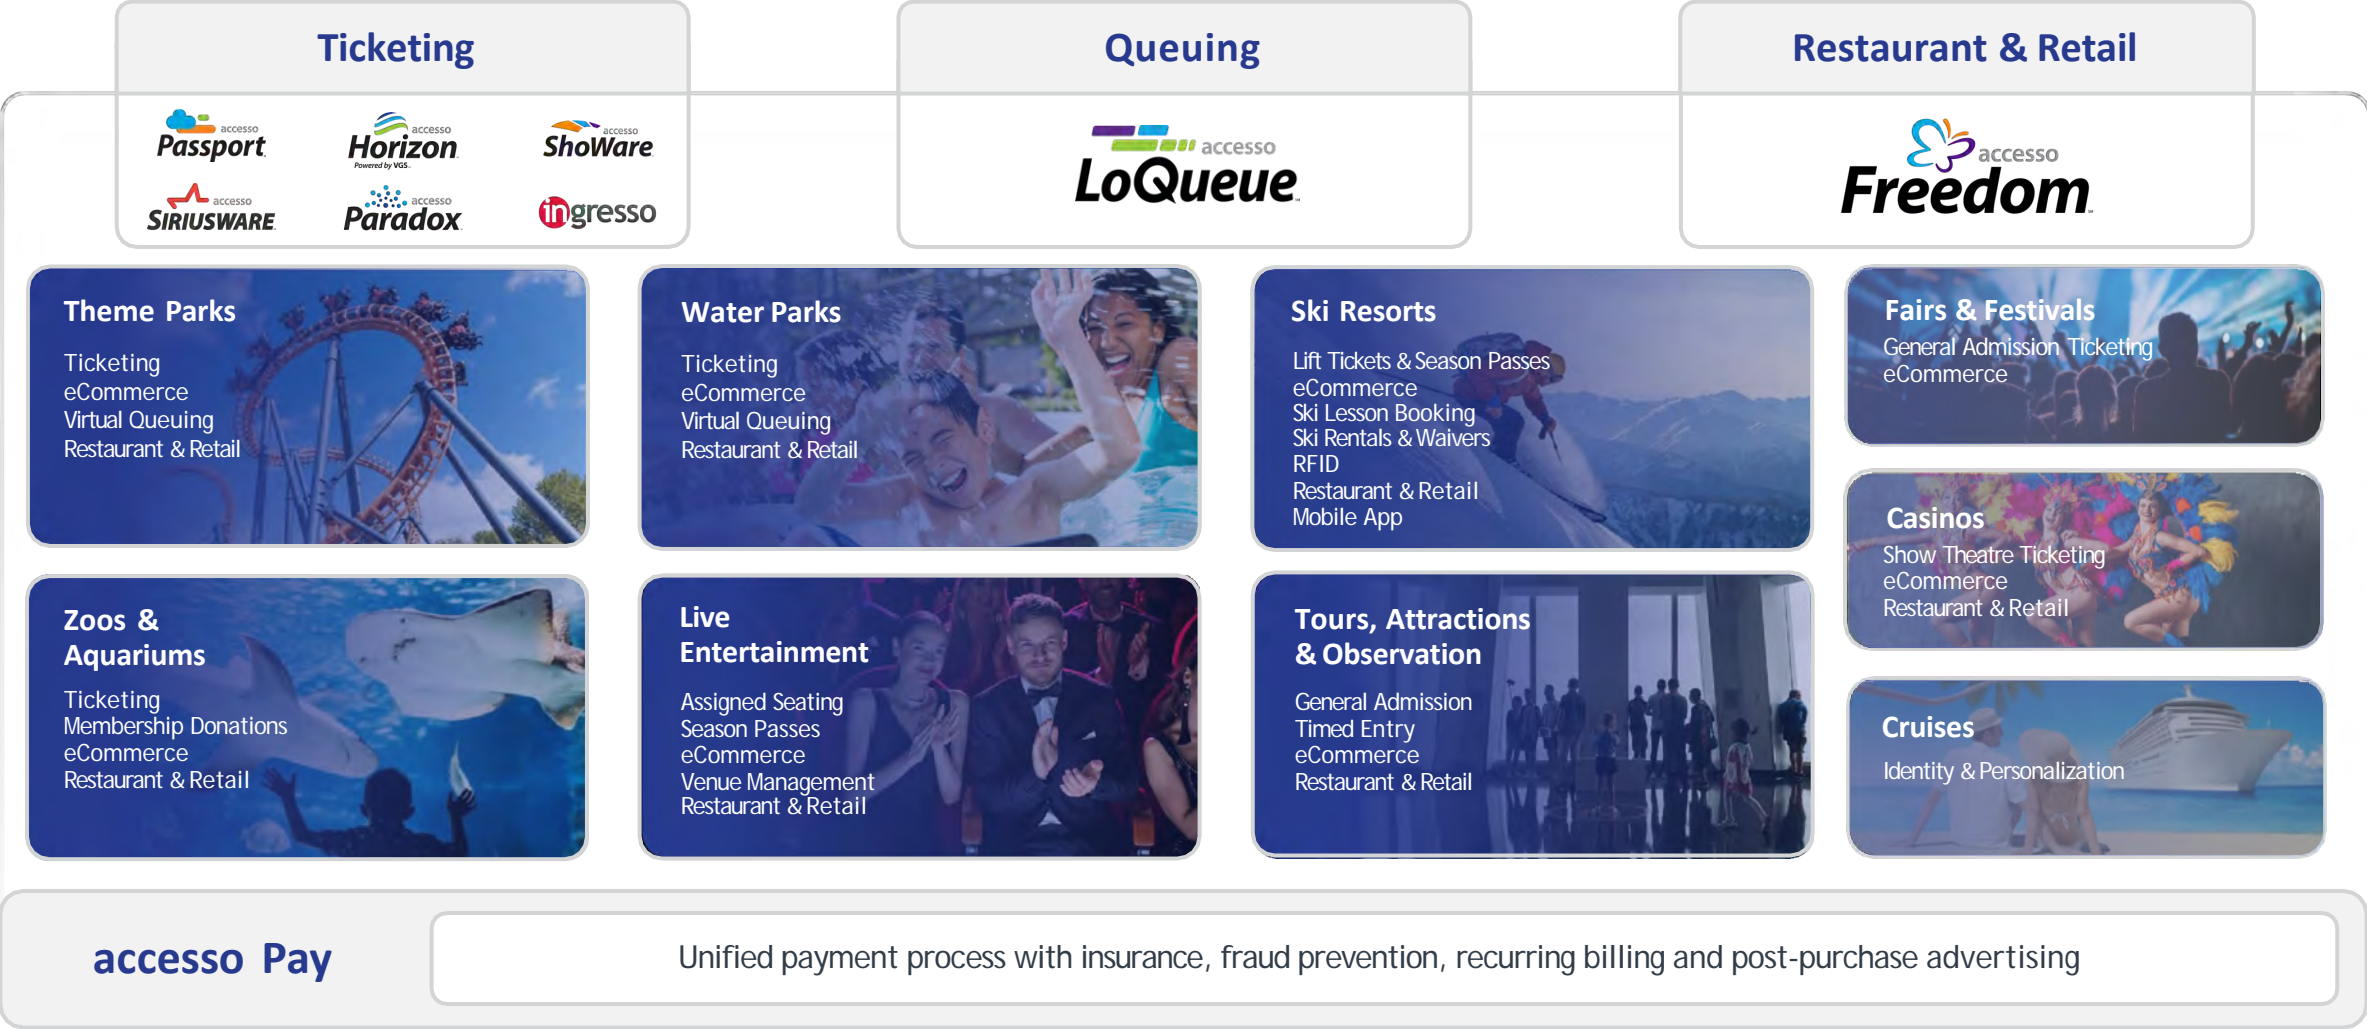 Ticketing
accesso
Passport
accesso
Horizon
Powered by VGS
accesso
ShoWare
accesso
SIRIUSWARE
accesso
Paradox
ingresso
Queuing
accesso
LoQueue
Restaurant & Retail
accesso
Freedom
Theme Parks
Ticketing
eCommerce
Virtual Queuing
Restaurant & Retail
Water Parks
Ticketing
eCommerce
Virtual Queuing
Restaurant & Retail
Ski Resorts
Lift Tickets & Season Passes
eCommerce
Ski Lesson Booking
Ski Rentals & Waivers
RFID
Restaurant & Retail
Mobile App
Fairs & Festivals
General Admission Ticketing
eCommerce
Casinos
Show Theatre Ticketing
eCommerce
Restaurant & Retail
Zoos &
Aquariums
Ticketing
Membership Donations
eCommerce
Restaurant & Retail
Live
Entertainment
Assigned Seating
Season Passes
eCommerce
Venue Management
Restaurant & Retail
Tours, Attractions
& Observation
General Admission
Timed Entry
eCommerce
Restaurant & Retail
Cruises
Identity & Personalization
accesso Pay
Unified payment process with insurance, fraud prevention, recurring billing and post-purchase advertising